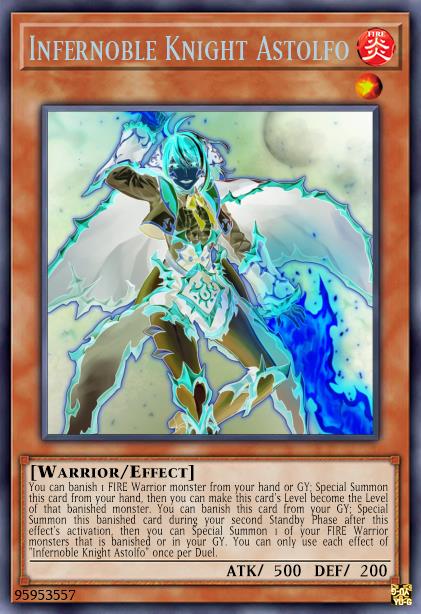 Infernoble Knight Astolfo
FIRE
炎
[Warrior/Effect]
You can banish 1 FIRE Warrior monster from your hand or GY; Special Summon
this card from your hand, then you can make this card's Level become the Level
of that banished monster. You can banish this card from your GY; Special
Summon this banished card during your second Standby Phase after this
effect's activation, then you can Special Summon 1 of your FIRE Warrior
monsters that is banished or in your GY. You can only use each effect of
"Infernoble Knight Astolfo" once per Duel.
ATK/ 500 DEF/ 200
95953557